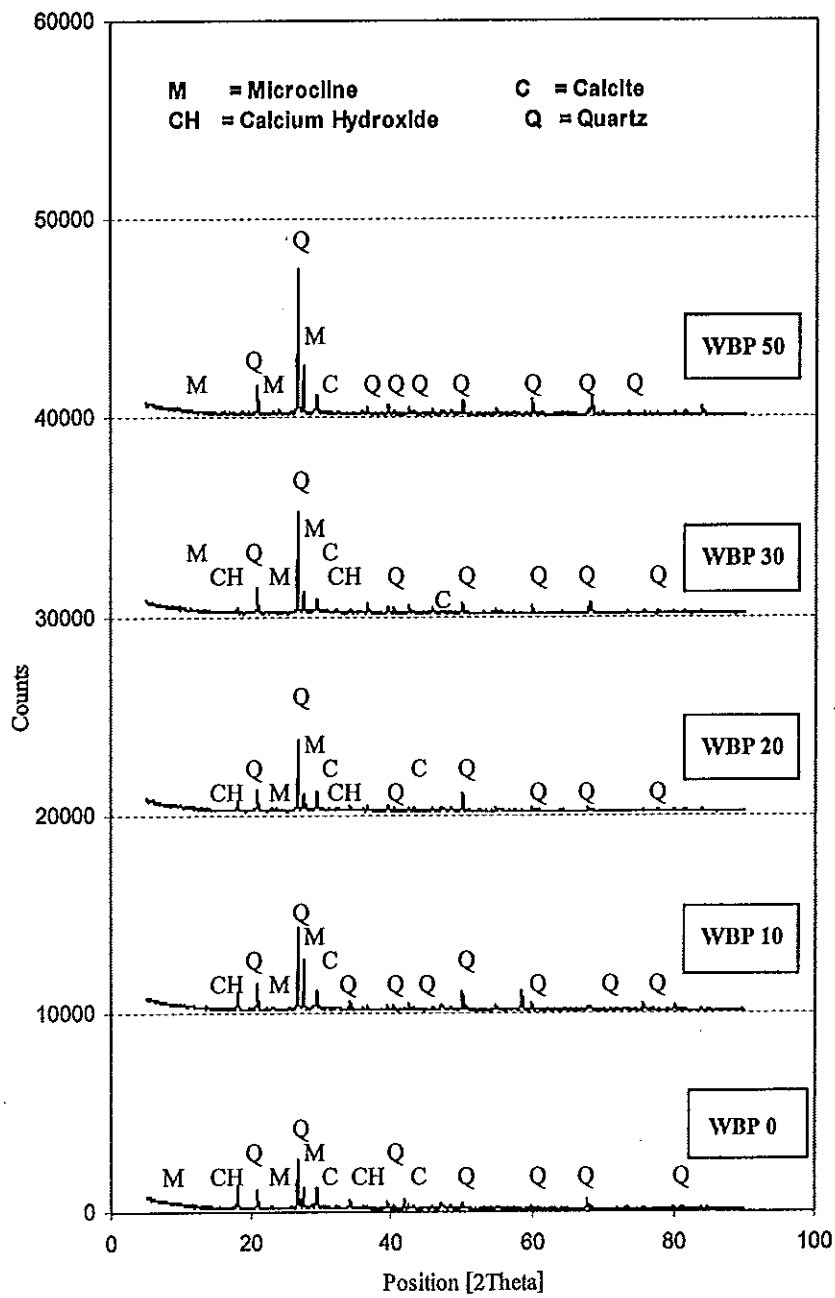 60000
M = Microcline C = Calcite
CH = Calcium Hydroxide Q = Quartz
50000
Q
WBP 50
M
Q
M M C Q Q Q Q Q Q Q
40000
Q
WBP 30
M
M Q C
CH M CH Q Q Q Q Q
C
30000
Counts
Q
WBP 20
M
Q C C Q
CH M CH Q Q Q Q
20000
Q
WBP 10
M
Q C Q
CH M Q Q Q Q Q Q
10000
WBP 0
Q
Q M Q
M CH M C CH C Q Q Q Q
0
0 20 40 60 80 100
Position [2Theta]